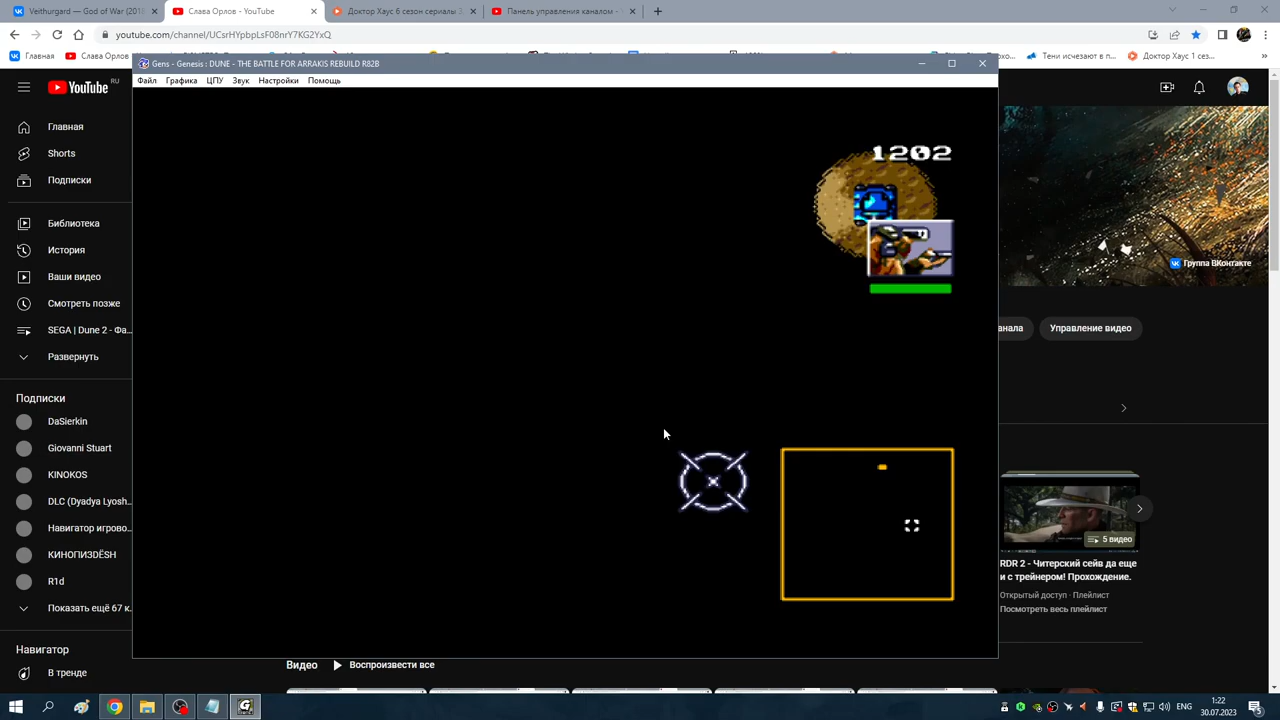 Veithurgard — God of War (2018
Слава Орлов - YouTube
Доктор Хаус 6 сезон сериалы З
Панель управления каналом - Y
youtube.com/channel/UCsrHYpbpLsF08nrY7KG2YxQ
Главная
Слава Орлов
Тени исчезают в п...
Доктор Хаус 1 сез...
Gens - Genesis : DUNE - THE BATTLE FOR ARRAKIS REBUILD R82B
Файл
Графика
ЦПУ
Звук
Настройки
Помощь
YouTube
RU
Главная
Shorts
Подписки
Библиотека
История
Ваши видео
Смотреть позже
SEGA | Dune 2 - Фа...
Развернуть
Подписки
DaSierkin
Giovanni Stuart
KINOKOS
DLC (Dyadya Lyosh...
Навигатор игрово...
КИНОПИЗDЁSH
R1d
Показать ещё 67 к...
Навигатор
В тренде
1202
Группа ВКонтакте
анала
Управление видео
5 видео
RDR 2 - Читерский сейв да еще
и с трейнером! Прохождение.
Открытый доступ · Плейлист
Посмотреть весь плейлист
Видео
Воспроизвести все
ENG
1:22
30.07.2023
5